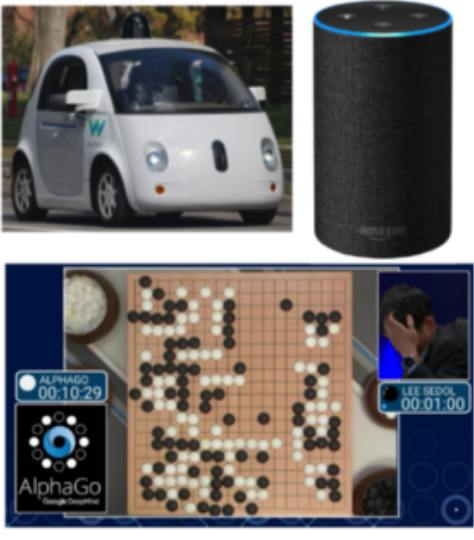 W
amazon
ALPHAGO
00:10:29
LEE SEDOL
00:01:00
AlphaGo
Google DeepMind